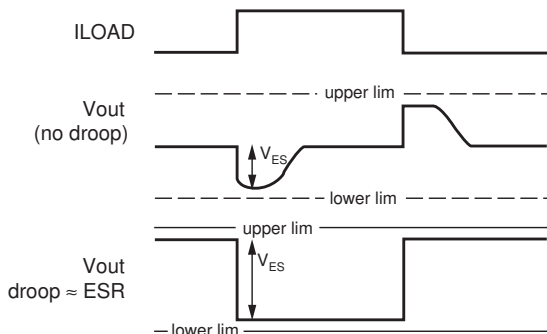 ILOAD
upper lim
Vout
(no droop)
VES
lower lim
upper lim
VES
Vout
droop ≈ ESR
lower lim